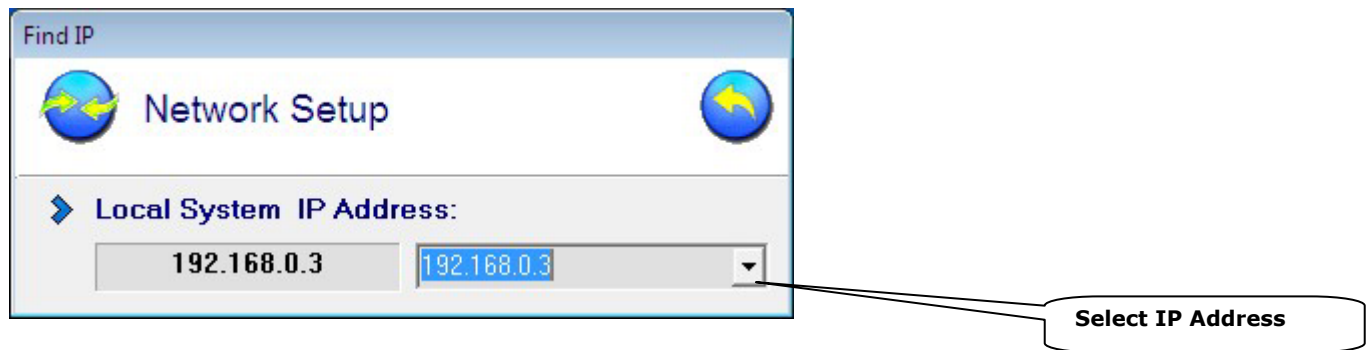 Find IP
Network Setup
Local System IP Address:
192.168.0.3 192.168.0.3
Select IP Address